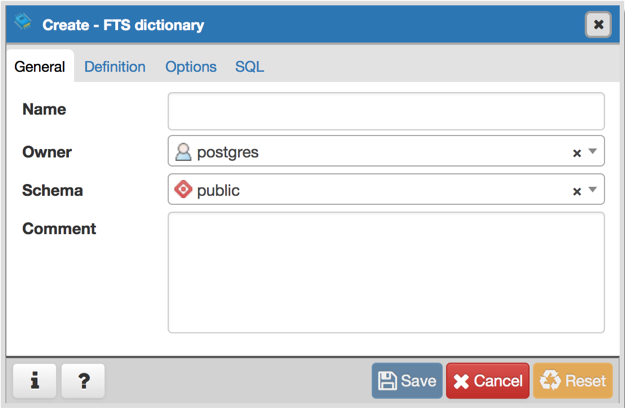 Create - FTS dictionary
General Definition Options SQL
Name
Owner postgres
Schema public
Comment
i ? Save Cancel Reset